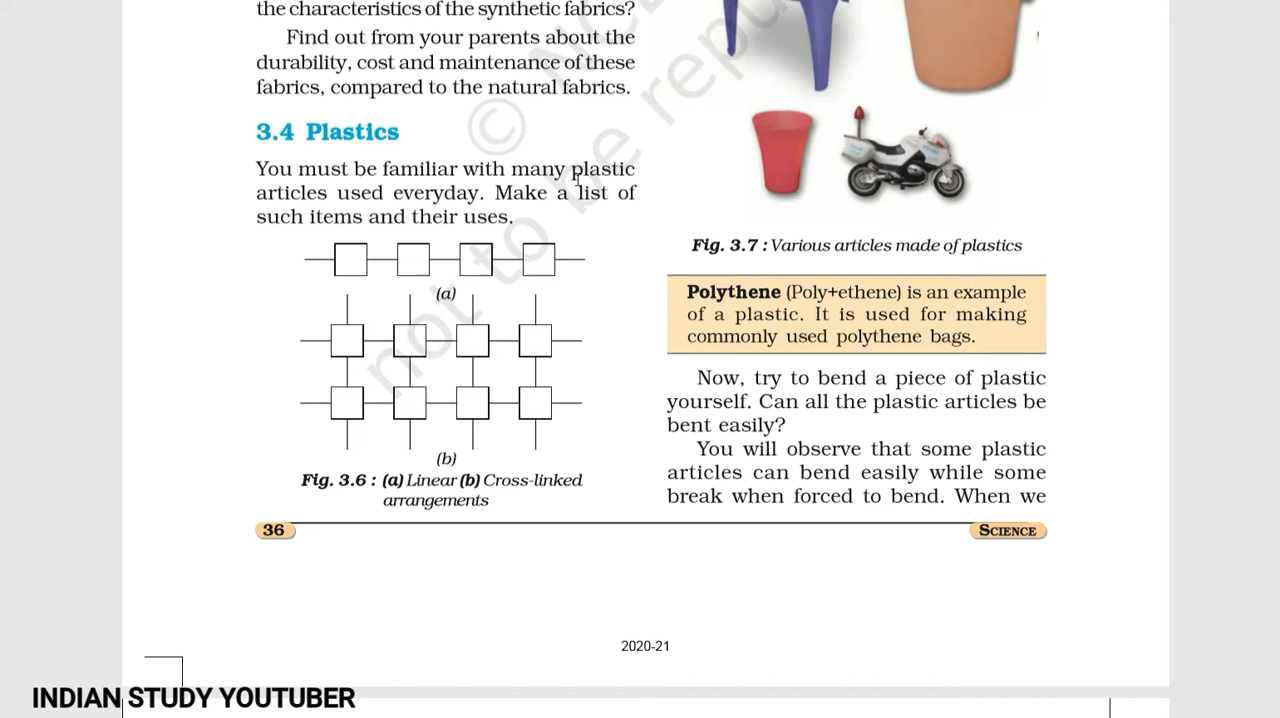 the characteristics of the synthetic fabrics?
Find out from your parents about the
durability, cost and maintenance of these
fabrics, compared to the natural fabrics.
3.4 Plastics
You must be familiar with many plastic
articles used everyday. Make a list of
such items and their uses.
(a)
(b)
Fig. 3.6 : (a) Linear (b) Cross-linked
arrangements
Fig. 3.7 : Various articles made of plastics
Polythene (Poly+ethene) is an example
of a plastic. It is used for making
commonly used polythene bags.
Now, try to bend a piece of plastic
yourself. Can all the plastic articles be
bent easily?
You will observe that some plastic
articles can bend easily while some
break when forced to bend. When we
36
SCIENCE
2020-21
INDIAN STUDY YOUTUBER
© 
not to be